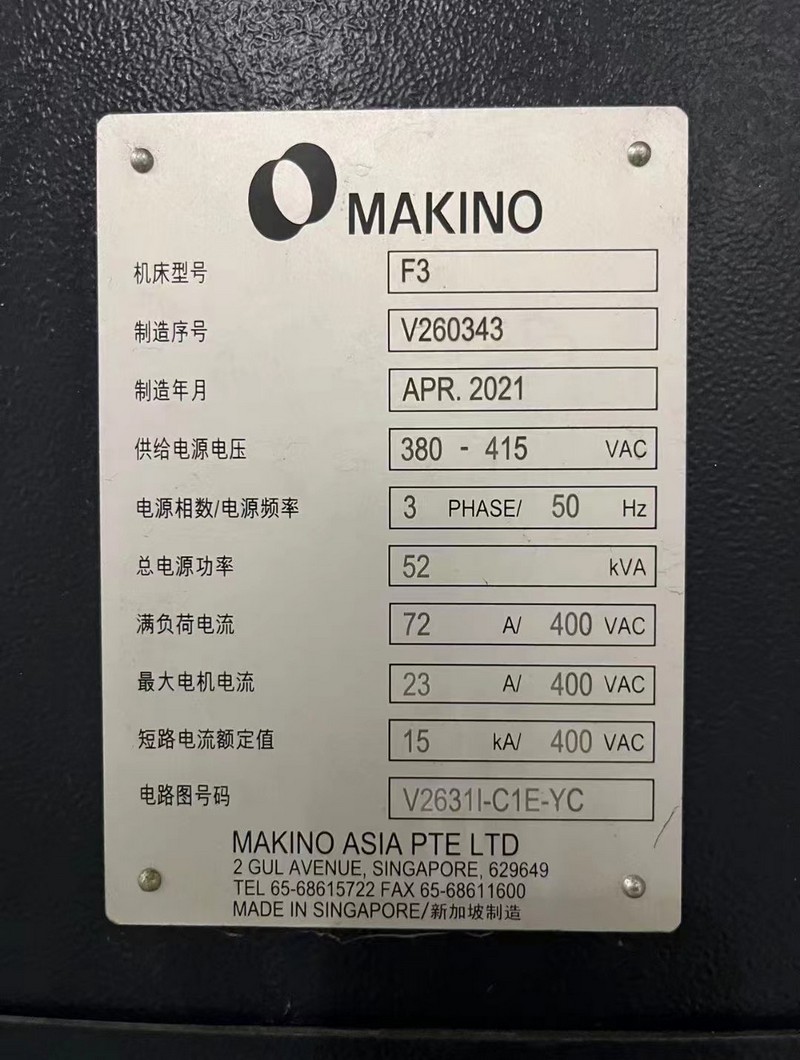 MAKINO
机床型号 F3
制造序号 V260343
制造年月 APR. 2021
供给电源电压 380 - 415 VAC
电源相数/电源频率 3 PHASE/ 50 Hz
总电源功率 52 kVA
满负荷电流 72 A/ 400 VAC
最大电机电流 23 A/ 400 VAC
短路电流额定值 15 kA/ 400 VAC
电路图号码 V2631I-C1E-YC
MAKINO ASIA PTE LTD
2 GUL AVENUE, SINGAPORE, 629649
TEL 65-68615722 FAX 65-68611600
MADE IN SINGAPORE/新加坡制造